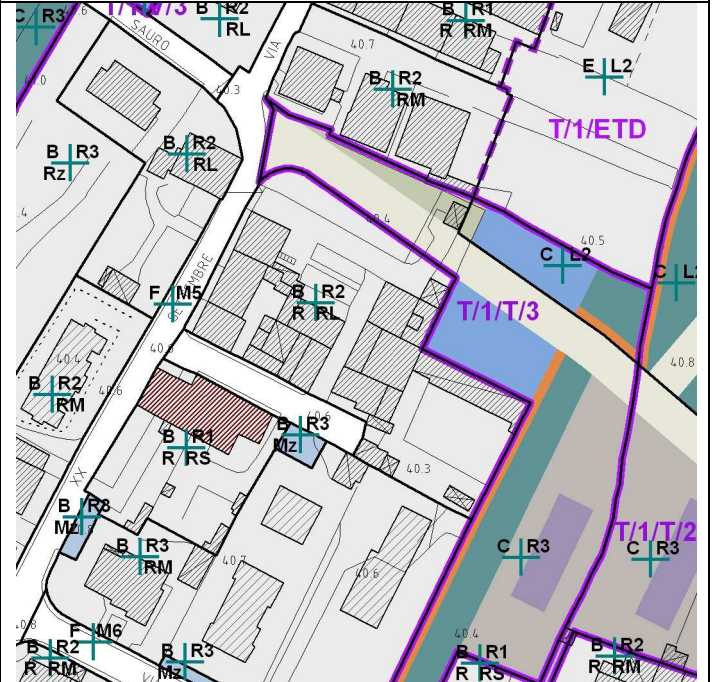 C R3
T/1/V/3
B R2
RL
B R1
R RM
SAURO
VIA
40.7
E L2
40.3
B R2
RM
T/1/ETD
B R2
RL
B R3
Rz
40.4
40.5
C L2
C L2
F M5
B R2
R RL
T/1/T/3
40.4
40.8
B R2
RM
40.6
40.6
B R3
Mz
B R1
R RS
40.3
XX
B R3
Mz
T/1/T/2
C R3
C R3
B R3
RM
40.7
40.6
F M6
40.4
B R2
R RM
B R3
Mz
B R1
R RS
B R2
R RM